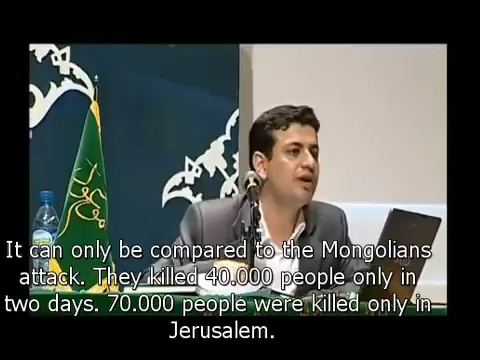 It can only be compared to the Mongolians
attack. They killed 40.000 people only in
two days. 70.000 people were killed only in
Jerusalem.